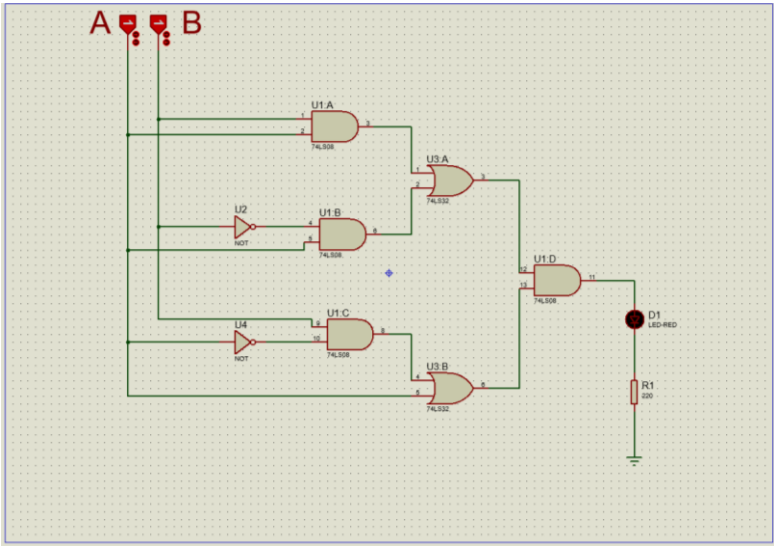 A 1 1 B
U1:A
1
2
3
74LS08
U3:A
1
2
3
74LS32
U2
NOT
U1:B
4
5
6
74LS08
U1:D
12
13
11
74LS08
U1:C
9
10
8
74LS08
U4
NOT
D1
LED-RED
U3:B
4
5
6
74LS32
R1
220